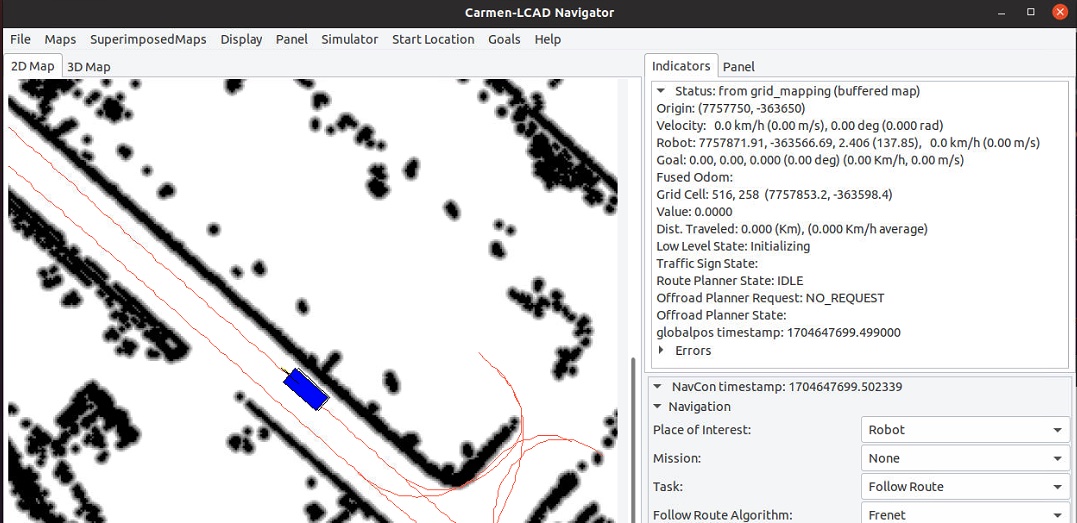 Carmen-LCAD Navigator
File Maps SuperimposedMaps Display Panel Simulator Start Location Goals Help
2D Map 3D Map
Indicators Panel
Status: from grid_mapping (buffered map)
Origin: (7757750, -363650)
Velocity: 0.0 km/h (0.00 m/s), 0.00 deg (0.000 rad)
Robot: 7757871.91, -363566.69, 2.406 (137.85), 0.0 km/h (0.00 m/s)
Goal: 0.00, 0.00, 0.000 (0.00 deg) (0.00 Km/h, 0.00 m/s)
Fused Odom:
Grid Cell: 516, 258 (7757853.2, -363598.4)
Value: 0.0000
Dist. Traveled: 0.000 (Km), (0.000 Km/h average)
Low Level State: Initializing
Traffic Sign State:
Route Planner State: IDLE
Offroad Planner Request: NO_REQUEST
Offroad Planner State:
globalpos timestamp: 1704647699.499000
Errors
NavCon timestamp: 1704647699.502339
Navigation
Place of Interest: Robot
Mission: None
Task: Follow Route
Follow Route Algorithm: Frenet